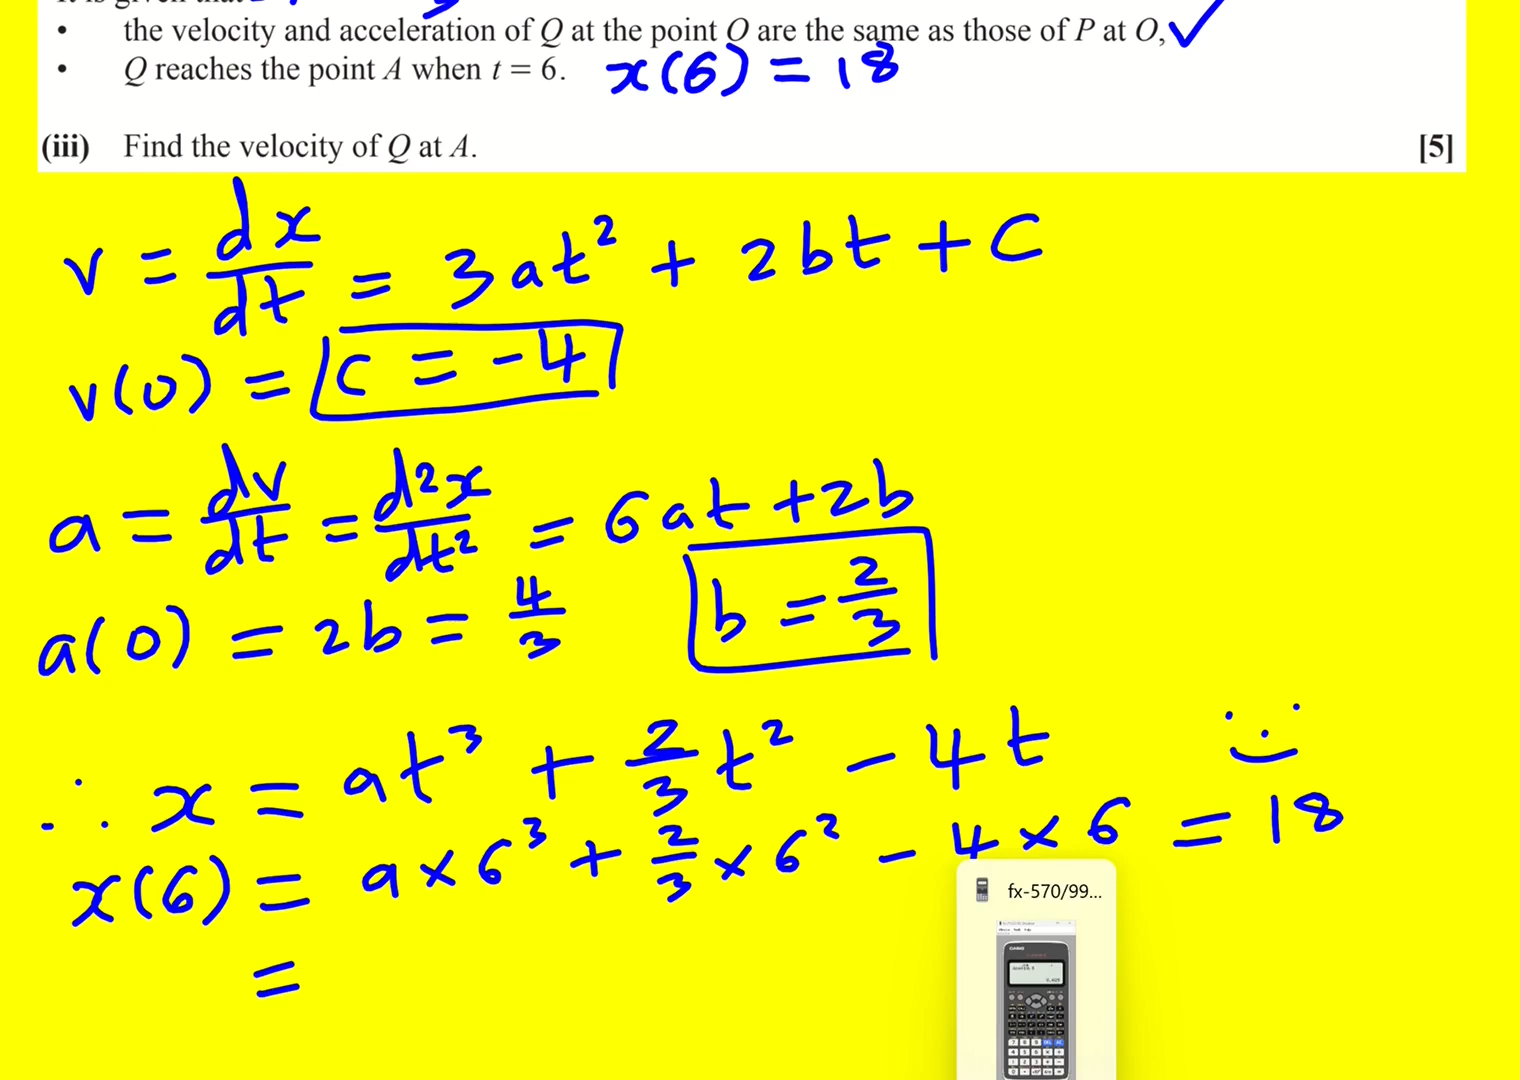 • the velocity and acceleration of Q at the point O are the same as those of P at O, ✓
• Q reaches the point A when t = 6. x(6) = 18
(iii) Find the velocity of Q at A. [5]
v = dx/dt = 3at² + 2bt + c
v(0) = c = -4
a = dv/dt = d²x/dt² = 6at + 2b
a(0) = 2b = 4/3 b = 2/3
∴ x = at³ + 2/3 t² - 4t
x(6) = a × 6³ + 2/3 × 6² - 4 × 6 = 18
=
fx-570/99...
CASIO